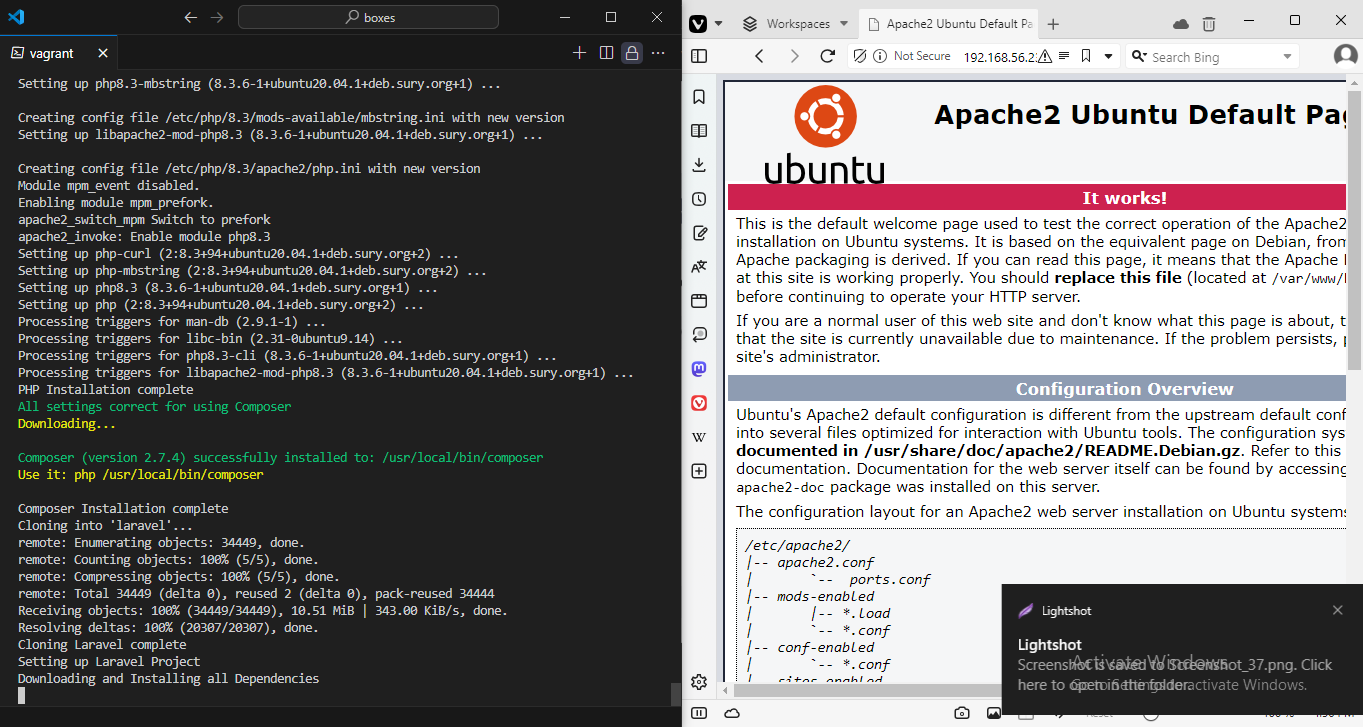 boxes
vagrant
Setting up php8.3-mbstring (8.3.6-1+ubuntu20.04.1+deb.sury.org+1) ...
Creating config file /etc/php/8.3/mods-available/mbstring.ini with new version
Setting up libapache2-mod-php8.3 (8.3.6-1+ubuntu20.04.1+deb.sury.org+1) ...
Creating config file /etc/php/8.3/apache2/php.ini with new version
Module mpm_event disabled.
Enabling module mpm_prefork.
apache2_switch_mpm Switch to prefork
apache2_invoke: Enable module php8.3
Setting up php-curl (2:8.3+94+ubuntu20.04.1+deb.sury.org+2) ...
Setting up php-mbstring (2:8.3+94+ubuntu20.04.1+deb.sury.org+2) ...
Setting up php8.3 (8.3.6-1+ubuntu20.04.1+deb.sury.org+1) ...
Setting up php (2:8.3+94+ubuntu20.04.1+deb.sury.org+2) ...
Processing triggers for man-db (2.9.1-1) ...
Processing triggers for libc-bin (2.31-0ubuntu9.14) ...
Processing triggers for php8.3-cli (8.3.6-1+ubuntu20.04.1+deb.sury.org+1) ...
Processing triggers for libapache2-mod-php8.3 (8.3.6-1+ubuntu20.04.1+deb.sury.org+1) ...
PHP Installation complete
All settings correct for using Composer
Downloading...
Composer (version 2.7.4) successfully installed to: /usr/local/bin/composer
Use it: php /usr/local/bin/composer
Composer Installation complete
Cloning into 'laravel'...
remote: Enumerating objects: 34449, done.
remote: Counting objects: 100% (5/5), done.
remote: Compressing objects: 100% (5/5), done.
remote: Total 34449 (delta 0), reused 2 (delta 0), pack-reused 34444
Receiving objects: 100% (34449/34449), 10.51 MiB | 343.00 KiB/s, done.
Resolving deltas: 100% (20307/20307), done.
Cloning Laravel complete
Setting up Laravel Project
Downloading and Installing all Dependencies
Workspaces
Apache2 Ubuntu Default Pa
Not Secure
192.168.56.2
Search Bing
ubuntu
Apache2 Ubuntu Default Pag
It works!
This is the default welcome page used to test the correct operation of the Apache2
installation on Ubuntu systems. It is based on the equivalent page on Debian, from
Apache packaging is derived. If you can read this page, it means that the Apache
at this site is working properly. You should replace this file (located at /var/www/
before continuing to operate your HTTP server.
If you are a normal user of this web site and don't know what this page is about, t
that the site is currently unavailable due to maintenance. If the problem persists,
site's administrator.
Configuration Overview
Ubuntu's Apache2 default configuration is different from the upstream default conf
into several files optimized for interaction with Ubuntu tools. The configuration sys
documented in /usr/share/doc/apache2/README.Debian.gz. Refer to this
documentation. Documentation for the web server itself can be found by accessing
apache2-doc package was installed on this server.
The configuration layout for an Apache2 web server installation on Ubuntu systems
/etc/apache2/
|-- apache2.conf
|       `--  ports.conf
|-- mods-enabled
|       |-- *.load
|       `-- *.conf
|-- conf-enabled
|       `-- *.conf
|-- sites-enabled
Lightshot
Lightshot
Screenshot is saved to Screenshot_37.png. Click
here to open in the folder.
Activate Windows
Go to Settings to activate Windows.
Reset